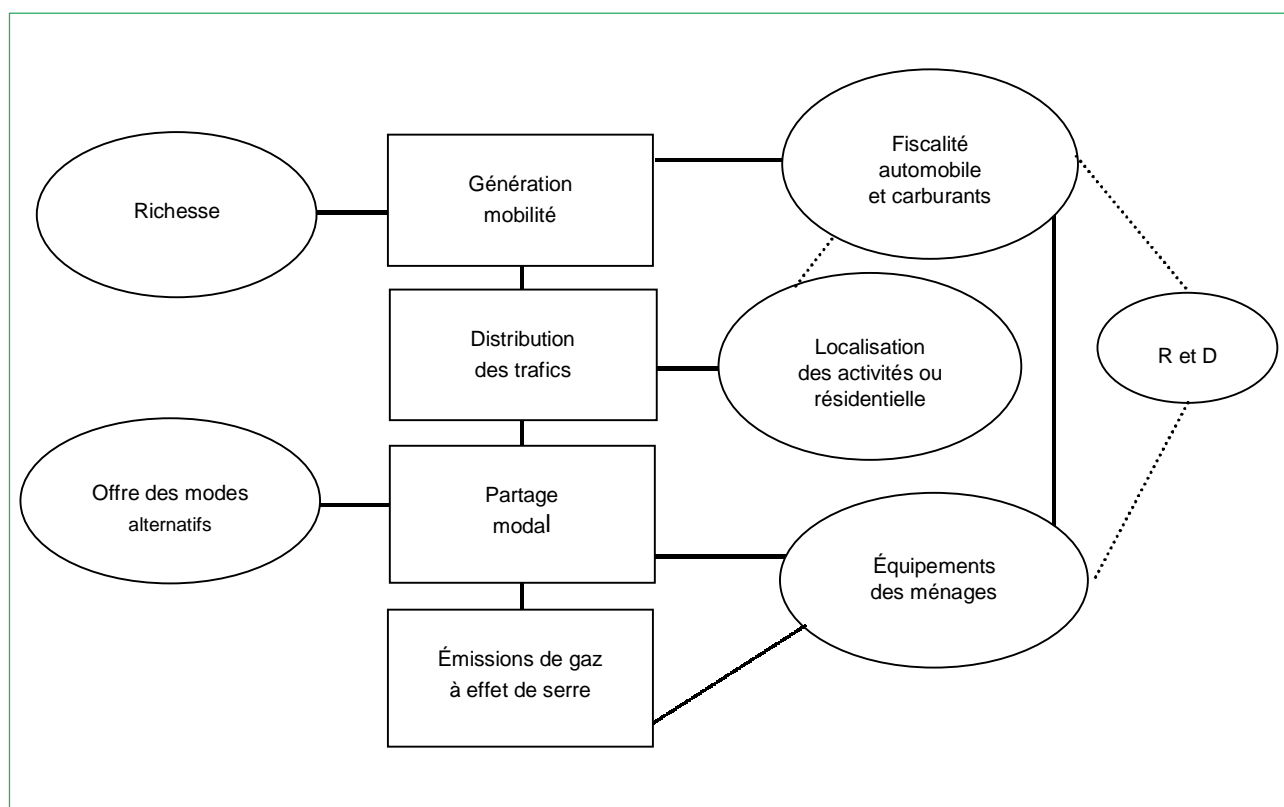 Fiscalité
automobile
et carburants
Génération
mobilité
Richesse
Distribution
des trafics
Localisation
des activités ou
résidentielle
R et D
Offre des modes
alternatifs
Partage
modal
Équipements
des ménages
Émissions de gaz
à effet de serre